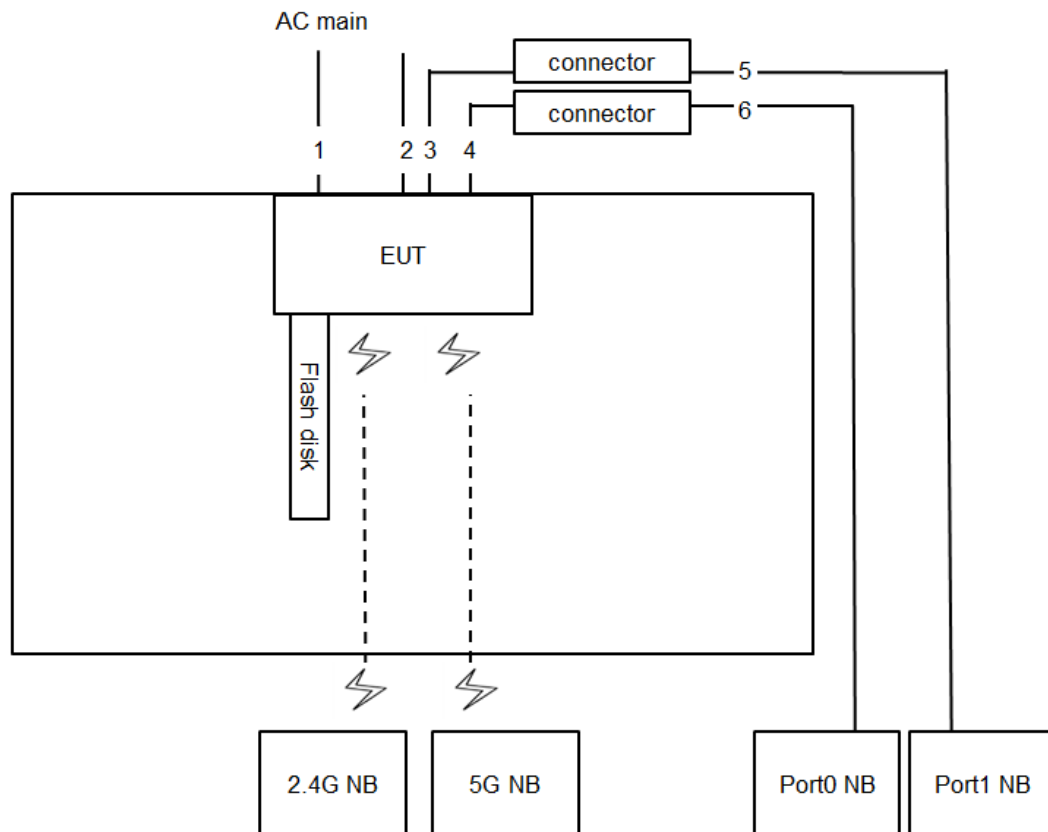 AC main
connector
5
connector
6
1
2
3
4
EUT
Flash disk
2.4G NB
5G NB
Port0 NB
Port1 NB